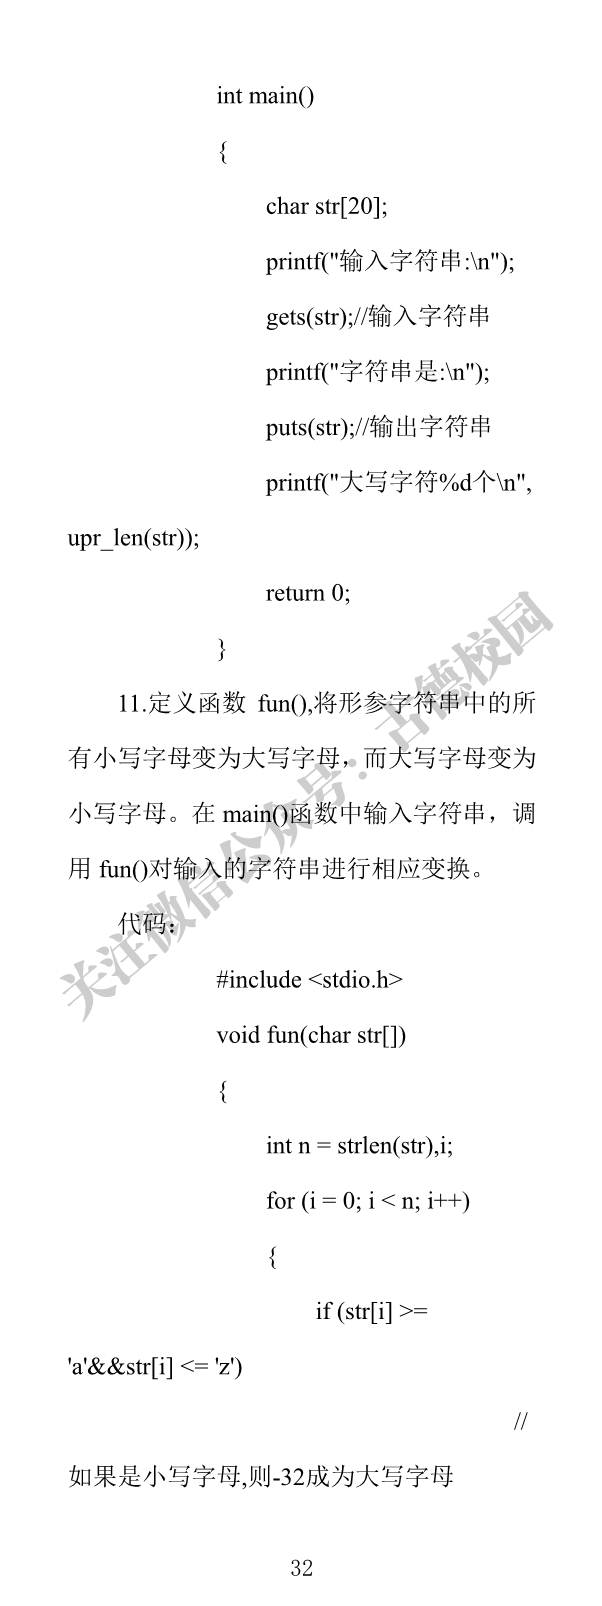 int main()
{
char str[20];
printf("输入字符串:\n");
gets(str);//输入字符串
printf("字符串是:\n");
puts(str);//输出字符串
printf("大写字符%d个\n",
upr_len(str));
return 0;
}
11.定义函数 fun(),将形参字符串中的所
有小写字母变为大写字母，而大写字母变为
小写字母。在 main()函数中输入字符串，调
用 fun()对输入的字符串进行相应变换。
代码：
#include <stdio.h>
void fun(char str[])
{
int n = strlen(str),i;
for (i = 0; i < n; i++)
{
if (str[i] >=
'a'&&str[i] <= 'z')
//
如果是小写字母,则-32成为大写字母
32
关注微信公众号：古德校园